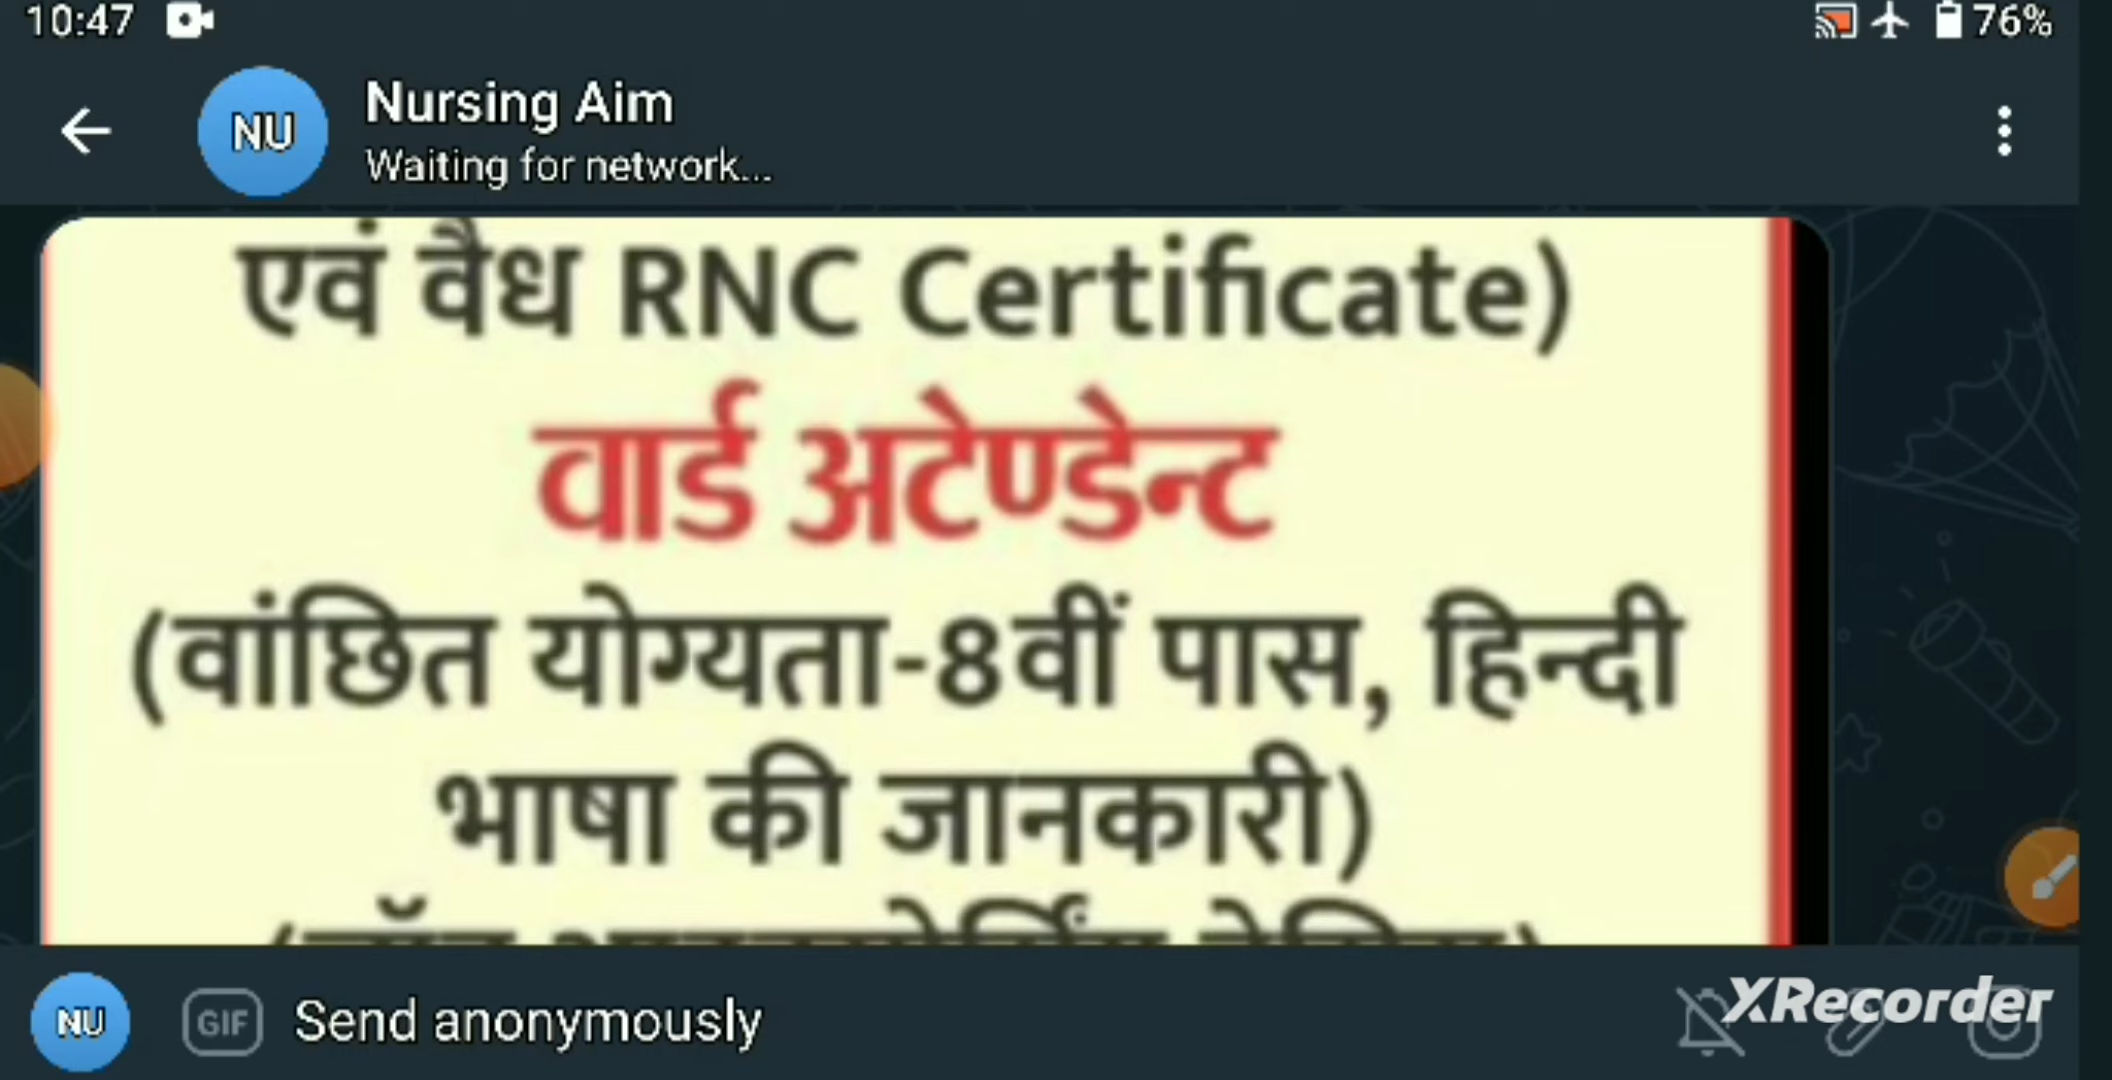 10:47
76%
NU
Nursing Aim
Waiting for network...
एवं वैध RNC Certificate)
वार्ड अटेण्डेन्ट
(वांछित योग्यता-8वीं पास, हिन्दी
भाषा की जानकारी)
NU GIF Send anonymously
XRecorder